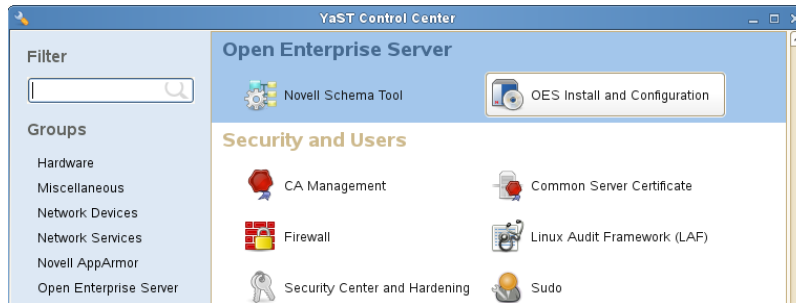 YaST Control Center
Filter
Groups
Hardware
Miscellaneous
Network Devices
Network Services
Novell AppArmor
Open Enterprise Server
Open Enterprise Server
Novell Schema Tool
OES Install and Configuration
Security and Users
CA Management
Common Server Certificate
Firewall
Linux Audit Framework (LAF)
Security Center and Hardening
Sudo